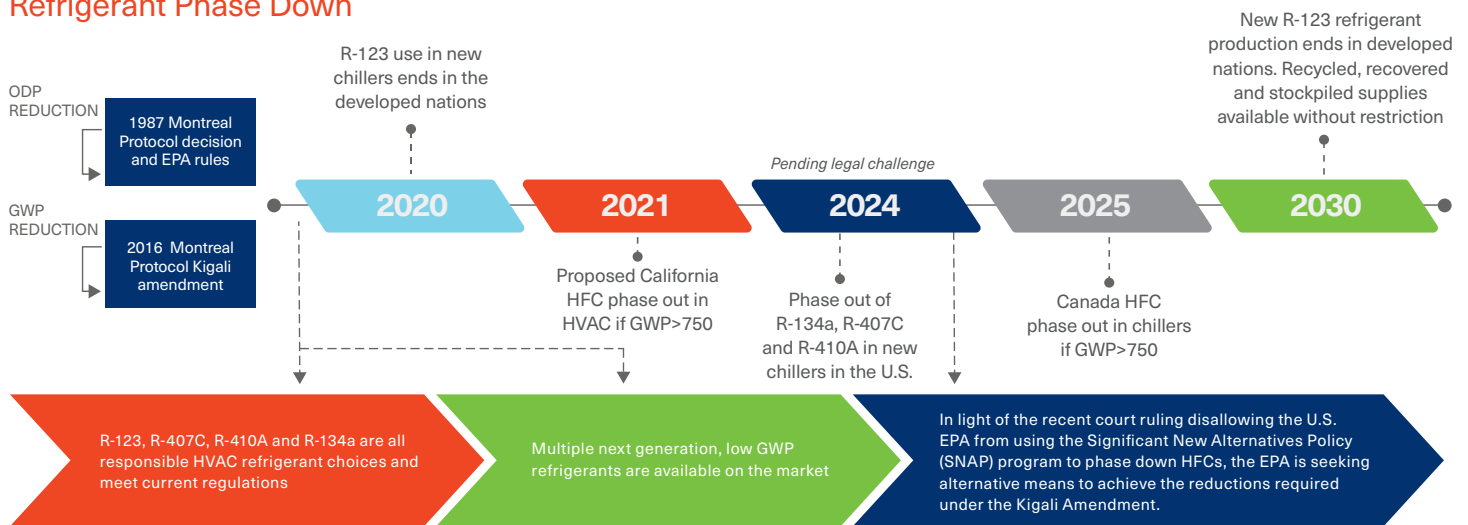 Refrigerant Phase Down
ODP
REDUCTION
1987 Montreal
Protocol decision
and EPA rules
GWP
REDUCTION
2016 Montreal
Protocol Kigali
amendment
R-123 use in new
chillers ends in the
developed nations
2020
2021
Proposed California
HFC phase out in
HVAC if GWP>750
Pending legal challenge
2024
Phase out of
R-134a, R-407C
and R-410A in new
chillers in the U.S.
2025
Canada HFC
phase out in chillers
if GWP>750
New R-123 refrigerant
production ends in developed
nations. Recycled, recovered
and stockpiled supplies
available without restriction
2030
R-123, R-407C, R-410A and R-134a are all
responsible HVAC refrigerant choices and
meet current regulations
Multiple next generation, low GWP
refrigerants are available on the market
In light of the recent court ruling disallowing the U.S.
EPA from using the Significant New Alternatives Policy
(SNAP) program to phase down HFCs, the EPA is seeking
alternative means to achieve the reductions required
under the Kigali Amendment.